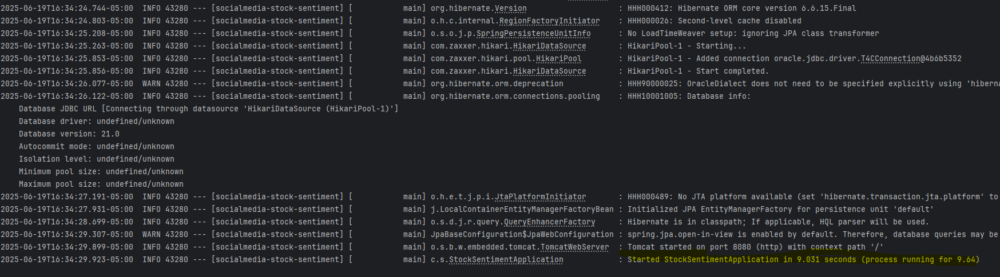 2025-06-19T16:34:24.744-05:00  INFO 43280 --- [socialmedia-stock-sentiment] [           main] org.hibernate.Version                    : HHH000412: Hibernate ORM core version 6.6.15.Final
2025-06-19T16:34:24.803-05:00  INFO 43280 --- [socialmedia-stock-sentiment] [           main] o.h.c.internal.RegionFactoryInitiator    : HHH000026: Second-level cache disabled
2025-06-19T16:34:25.208-05:00  INFO 43280 --- [socialmedia-stock-sentiment] [           main] o.s.o.j.p.SpringPersistenceUnitInfo      : No LoadTimeWeaver setup: ignoring JPA class transformer
2025-06-19T16:34:25.263-05:00  INFO 43280 --- [socialmedia-stock-sentiment] [           main] com.zaxxer.hikari.HikariDataSource       : HikariPool-1 - Starting...
2025-06-19T16:34:25.853-05:00  INFO 43280 --- [socialmedia-stock-sentiment] [           main] com.zaxxer.hikari.pool.HikariPool        : HikariPool-1 - Added connection oracle.jdbc.driver.T4CConnection@4b6b5352
2025-06-19T16:34:25.856-05:00  INFO 43280 --- [socialmedia-stock-sentiment] [           main] com.zaxxer.hikari.HikariDataSource       : HikariPool-1 - Start completed.
2025-06-19T16:34:26.077-05:00  WARN 43280 --- [socialmedia-stock-sentiment] [           main] org.hibernate.orm.deprecation            : HHH90000025: OracleDialect does not need to be specified explicitly using 'hiberna
2025-06-19T16:34:26.122-05:00  INFO 43280 --- [socialmedia-stock-sentiment] [           main] org.hibernate.orm.connections.pooling    : HHH10001005: Database info:
    Database JDBC URL [Connecting through datasource 'HikariDataSource (HikariPool-1)']
    Database driver: undefined/unknown
    Database version: 21.0
    Autocommit mode: undefined/unknown
    Isolation level: undefined/unknown
    Minimum pool size: undefined/unknown
    Maximum pool size: undefined/unknown
2025-06-19T16:34:27.191-05:00  INFO 43280 --- [socialmedia-stock-sentiment] [           main] o.h.e.t.j.p.i.JtaPlatformInitiator       : HHH000489: No JTA platform available (set 'hibernate.transaction.jta.platform' to
2025-06-19T16:34:27.931-05:00  INFO 43280 --- [socialmedia-stock-sentiment] [           main] j.LocalContainerEntityManagerFactoryBean : Initialized JPA EntityManagerFactory for persistence unit 'default'
2025-06-19T16:34:28.699-05:00  INFO 43280 --- [socialmedia-stock-sentiment] [           main] o.s.d.j.r.query.QueryEnhancerFactory     : Hibernate is in classpath; If applicable, HQL parser will be used.
2025-06-19T16:34:29.307-05:00  WARN 43280 --- [socialmedia-stock-sentiment] [           main] JpaBaseConfiguration$JpaWebConfiguration : spring.jpa.open-in-view is enabled by default. Therefore, database queries may be
2025-06-19T16:34:29.899-05:00  INFO 43280 --- [socialmedia-stock-sentiment] [           main] o.s.b.w.embedded.tomcat.TomcatWebServer  : Tomcat started on port 8080 (http) with context path '/'
2025-06-19T16:34:29.923-05:00  INFO 43280 --- [socialmedia-stock-sentiment] [           main] c.s.StockSentimentApplication            : Started StockSentimentApplication in 9.031 seconds (process running for 9.64)